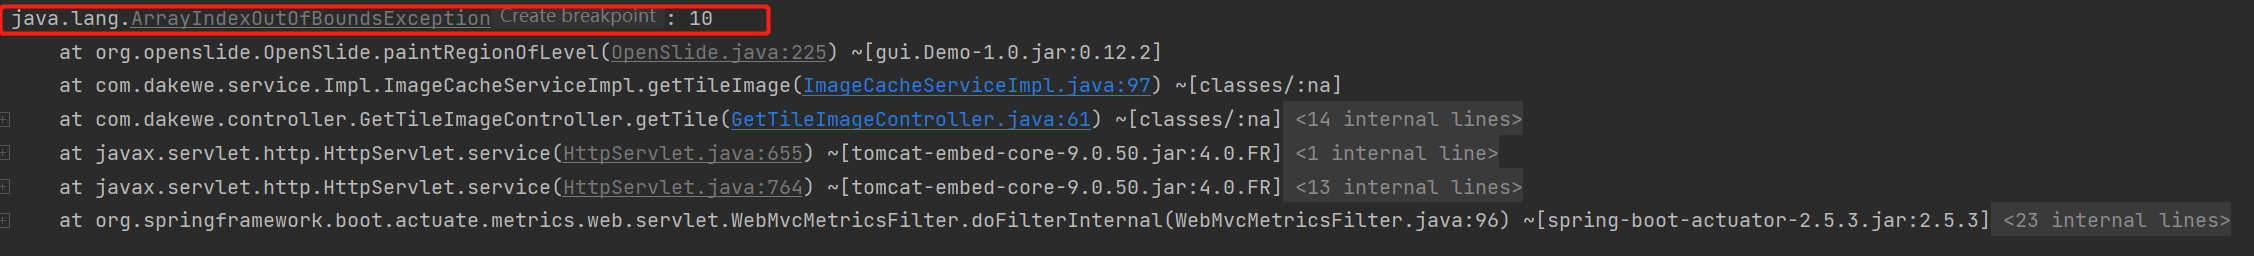 java.lang.ArrayIndexOutOfBoundsException Create breakpoint : 10
at org.openslide.OpenSlide.paintRegionOfLevel(OpenSlide.java:225) ~[gui.Demo-1.0.jar:0.12.2]
at com.dakewe.service.Impl.ImageCacheServiceImpl.getTileImage(ImageCacheServiceImpl.java:97) ~[classes/:na]
at com.dakewe.controller.GetTileImageController.getTile(GetTileImageController.java:61) ~[classes/:na] <14 internal lines>
at javax.servlet.http.HttpServlet.service(HttpServlet.java:655) ~[tomcat-embed-core-9.0.50.jar:4.0.FR] <1 internal line>
at javax.servlet.http.HttpServlet.service(HttpServlet.java:764) ~[tomcat-embed-core-9.0.50.jar:4.0.FR] <13 internal lines>
at org.springframework.boot.actuate.metrics.web.servlet.WebMvcMetricsFilter.doFilterInternal(WebMvcMetricsFilter.java:96) ~[spring-boot-actuator-2.5.3.jar:2.5.3] <23 internal lines>